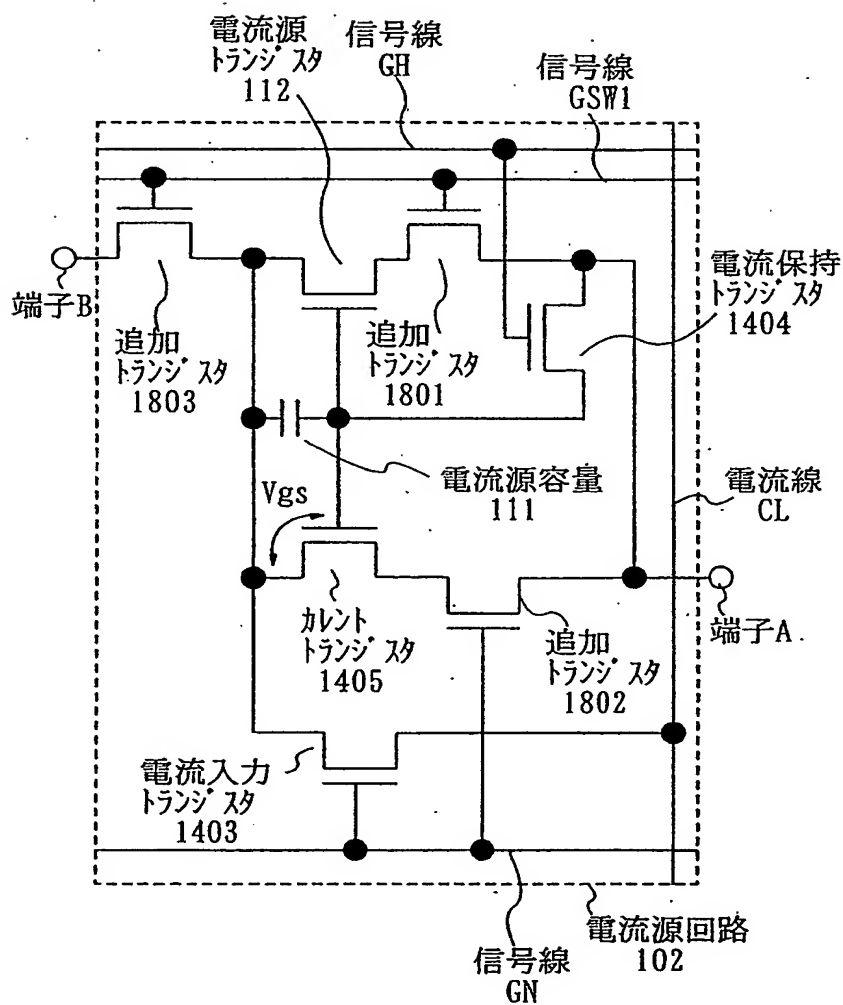 電流源
トランジスタ
112
信号線
GH
信号線
GSW1
端子B
追加
トランジスタ
1803
追加
トランジスタ
1801
電流保持
トランジスタ
1404
Vgs
電流源容量
111
電流線
CL
カレント
トランジスタ
1405
追加
トランジスタ
1802
端子A
電流入力
トランジスタ
1403
信号線
GN
電流源回路
102